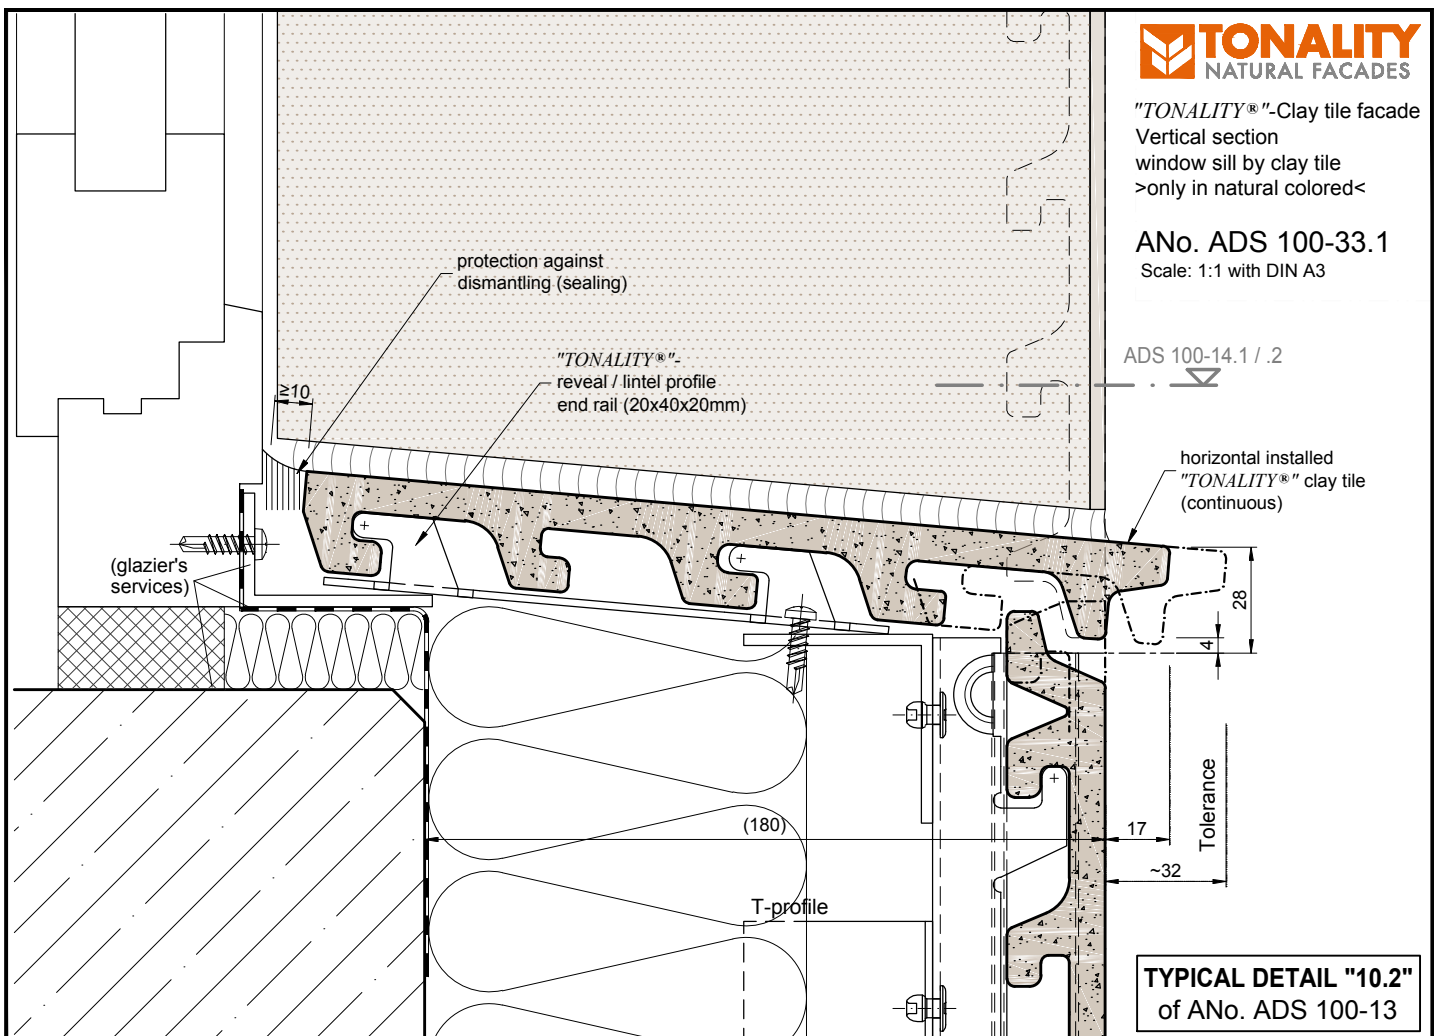 TONALITY
NATURAL FACADES
"TONALITY®"-Clay tile facade
Vertical section
window sill by clay tile
>only in natural colored<
ANo. ADS 100-33.1
Scale: 1:1 with DIN A3
protection against
dismantling (sealing)
"TONALITY®"-
reveal / lintel profile
end rail (20x40x20mm)
ADS 100-14.1 / .2
≥10
horizontal installed
"TONALITY®" clay tile
(continuous)
(glazier's
services)
28
4
Tolerance
(180)
17
~32
T-profile
TYPICAL DETAIL "10.2"
of ANo. ADS 100-13